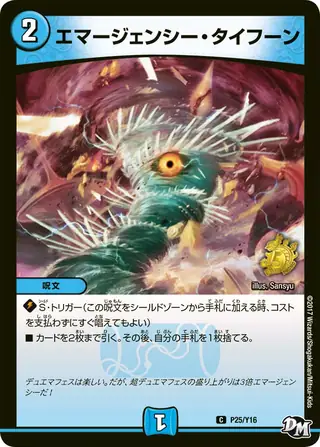 2
エマージェンシー・タイフーン
illus. Sansyu
呪文
S・トリガー(この呪文をシールドゾーンから手札に加える時、コスト
を支払わずにすぐ唱えてもよい)
■カードを2枚まで引く。その後、自分の手札を1枚捨てる。
デュエマフェスは楽しい。だが、超デュエマフェスの盛り上がりは3倍エマージェン
シーだ!
©2017 Wizards/Shogakukan/Mitsui-Kids
1
C P25/Y16
DM